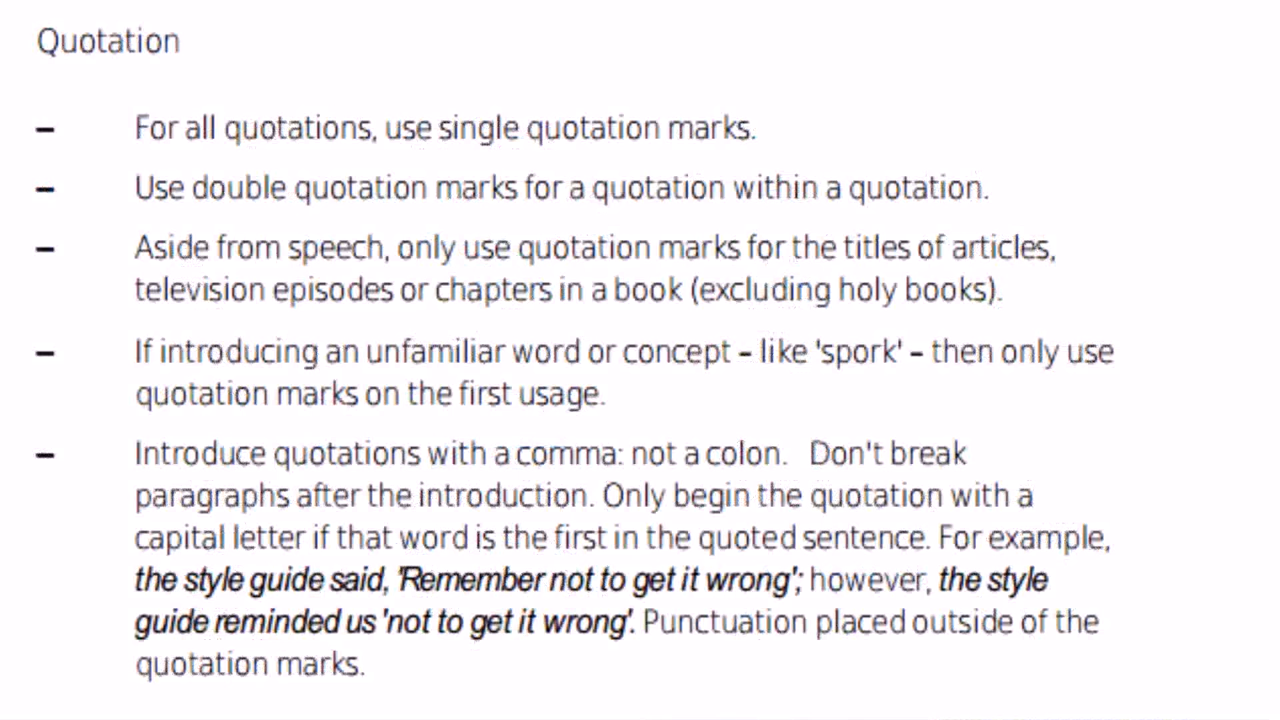 Quotation
– For all quotations, use single quotation marks.
– Use double quotation marks for a quotation within a quotation.
– Aside from speech, only use quotation marks for the titles of articles,
television episodes or chapters in a book (excluding holy books).
– If introducing an unfamiliar word or concept – like 'spork' – then only use
quotation marks on the first usage.
– Introduce quotations with a comma: not a colon.   Don't break
paragraphs after the introduction. Only begin the quotation with a
capital letter if that word is the first in the quoted sentence. For example,
the style guide said, 'Remember not to get it wrong'; however, the style
guide reminded us 'not to get it wrong'. Punctuation placed outside of the
quotation marks.